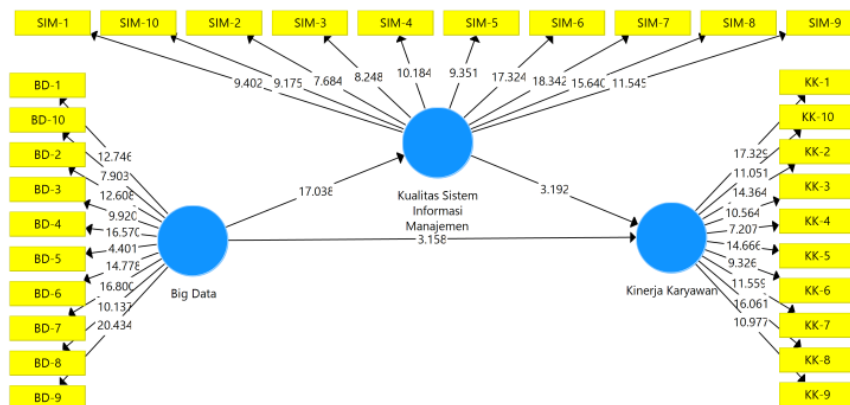 SIM-1
SIM-10
SIM-2
SIM-3
SIM-4
SIM-5
SIM-6
SIM-7
SIM-8
SIM-9
9.402
9.175
7.684
8.248
10.184
9.351
17.324
18.342
15.640
11.545
BD-1
BD-10
BD-2
BD-3
BD-4
BD-5
BD-6
BD-7
BD-8
BD-9
12.746
7.903
12.608
9.920
16.570
4.401
14.778
16.800
10.137
20.434
Big Data
17.038
Kualitas Sistem
Informasi
Manajemen
3.192
3.158
Kinerja Karyawan
17.329
11.051
14.364
10.564
7.207
14.666
9.326
11.559
16.061
10.977
KK-1
KK-10
KK-2
KK-3
KK-4
KK-5
KK-6
KK-7
KK-8
KK-9